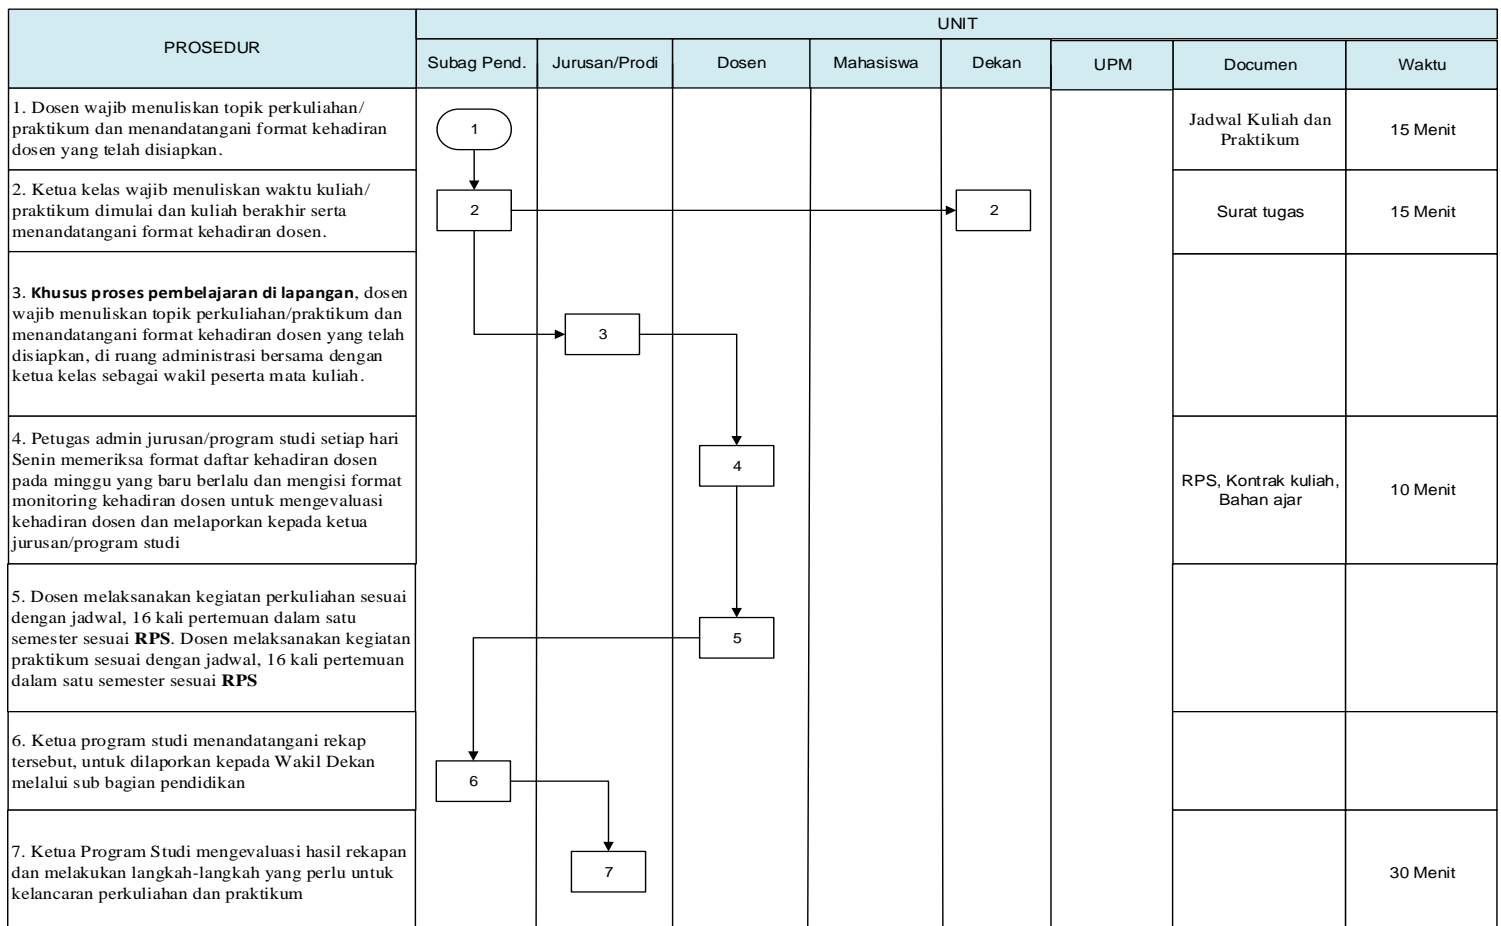 PROSEDUR
UNIT
Subag Pend.
Jurusan/Prodi
Dosen
Mahasiswa
Dekan
UPM
Documen
Waktu
1. Dosen wajib menuliskan topik perkuliahan/
praktikum dan menandatangani format kehadiran
dosen yang telah disiapkan.
1
Jadwal Kuliah dan
Praktikum
15 Menit
2. Ketua kelas wajib menuliskan waktu kuliah/
praktikum dimulai dan kuliah berakhir serta
menandatangani format kehadiran dosen.
2
2
Surat tugas
15 Menit
3. Khusus proses pembelajaran di lapangan, dosen
wajib menuliskan topik perkuliahan/praktikum dan
menandatangani format kehadiran dosen yang telah
disiapkan, di ruang administrasi bersama dengan
ketua kelas sebagai wakil peserta mata kuliah.
3
4. Petugas admin jurusan/program studi setiap hari
Senin memeriksa format daftar kehadiran dosen
pada minggu yang baru berlalu dan mengisi format
monitoring kehadiran dosen untuk mengevaluasi
kehadiran dosen dan melaporkan kepada ketua
jurusan/program studi
4
RPS, Kontrak kuliah,
Bahan ajar
10 Menit
5. Dosen melaksanakan kegiatan perkuliahan sesuai
dengan jadwal, 16 kali pertemuan dalam satu
semester sesuai RPS. Dosen melaksanakan kegiatan
praktikum sesuai dengan jadwal, 16 kali pertemuan
dalam satu semester sesuai RPS
5
6. Ketua program studi menandatangani rekap
tersebut, untuk dilaporkan kepada Wakil Dekan
melalui sub bagian pendidikan
6
7. Ketua Program Studi mengevaluasi hasil rekapan
dan melakukan langkah-langkah yang perlu untuk
kelancaran perkuliahan dan praktikum
7
30 Menit